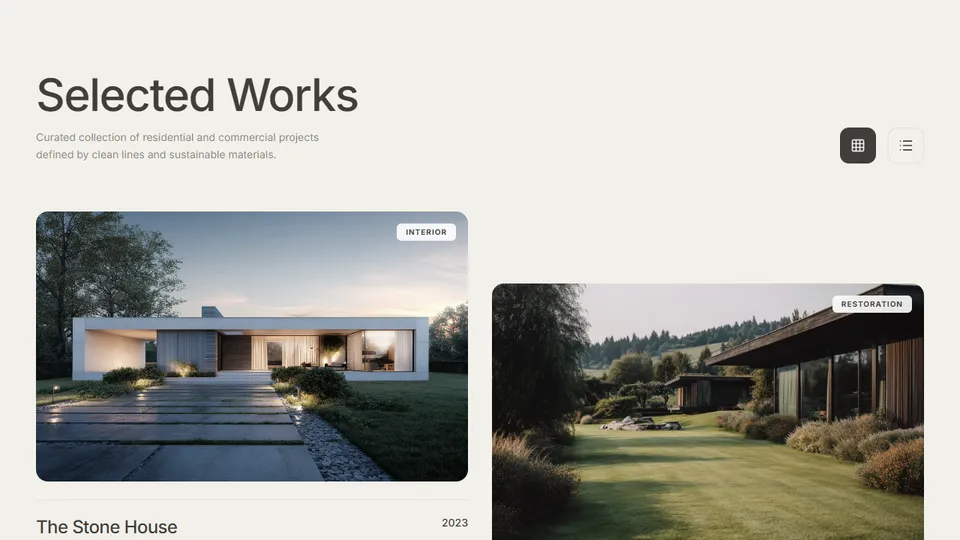 Selected Works
Curated collection of residential and commercial projects
defined by clean lines and sustainable materials.
INTERIOR
RESTORATION
The Stone House
2023